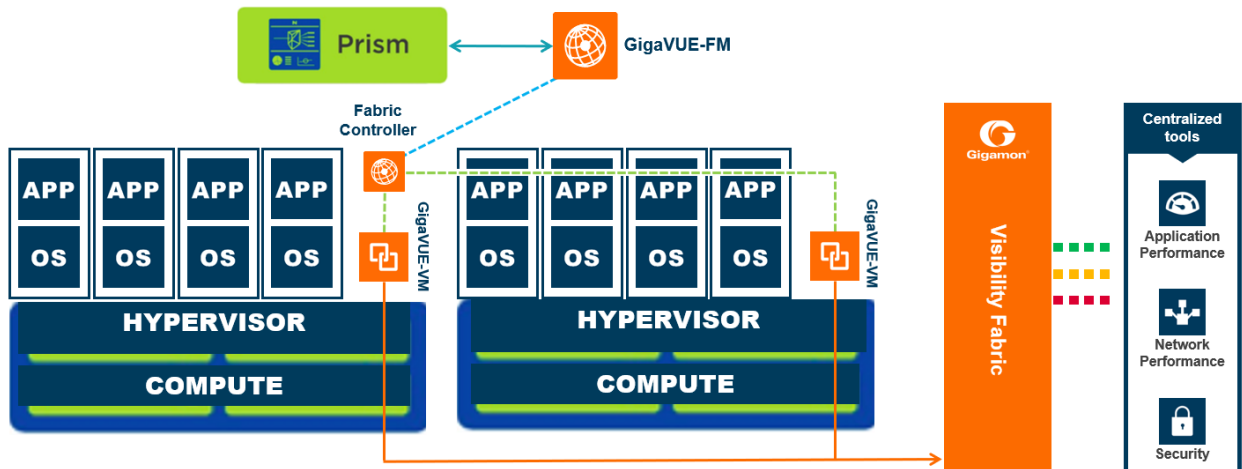 Prism
GigaVUE-FM
Fabric
Controller
APP
APP
APP
APP
OS
OS
OS
OS
GigaVUE-VM
HYPERVISOR
COMPUTE
APP
APP
APP
APP
OS
OS
OS
OS
GigaVUE-VM
HYPERVISOR
COMPUTE
Gigamon®
Visibility Fabric
Centralized
tools
Application
Performance
Network
Performance
Security